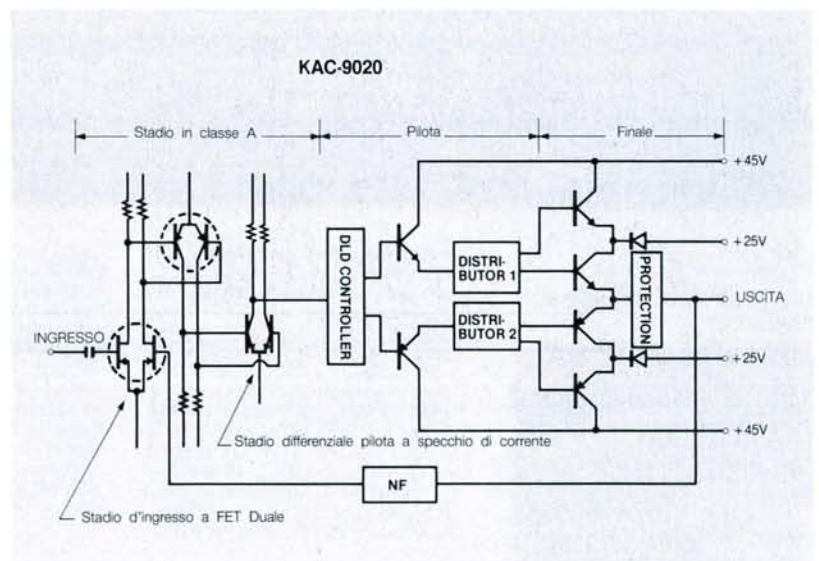 KAC-9020
Stadio in classe A
Pilota
Finale
+45V
+25V
DLD CONTROLLER
DISTRI-
BUTOR 1
PROTECTION
USCITA
DISTRI-
BUTOR 2
INGRESSO
+25V
+45V
Stadio differenziale pilota a specchio di corrente
NF
Stadio d'ingresso a FET Duale